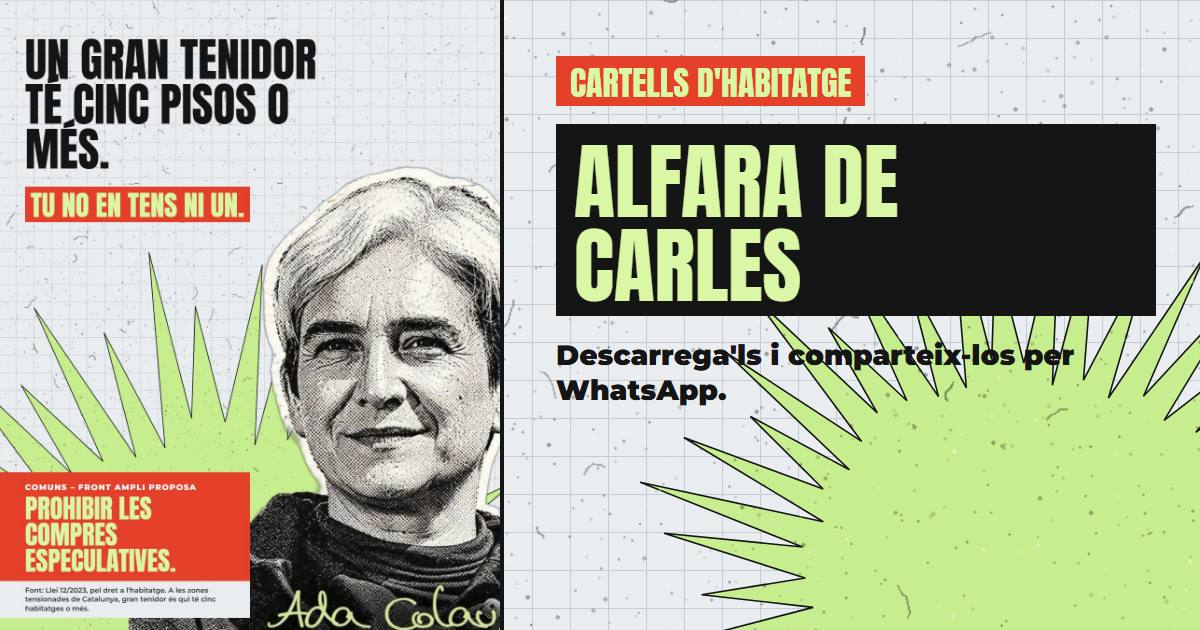 UN GRAN TENIDOR
TÉ CINC PISOS O
MÉS.
TU NO EN TENS NI UN.
COMUNS – FRONT AMPLI PROPOSA
PROHIBIR LES
COMPRES
ESPECULATIVES.
Font: Llei 12/2023, pel dret a l'habitatge. A les zones
tensionades de Catalunya, gran tenidor és qui té cinc
habitatges o més.
Ada Colau
CARTELLS D'HABITATGE
ALFARA DE
CARLES
Descarrega'ls i comparteix-los per
WhatsApp.